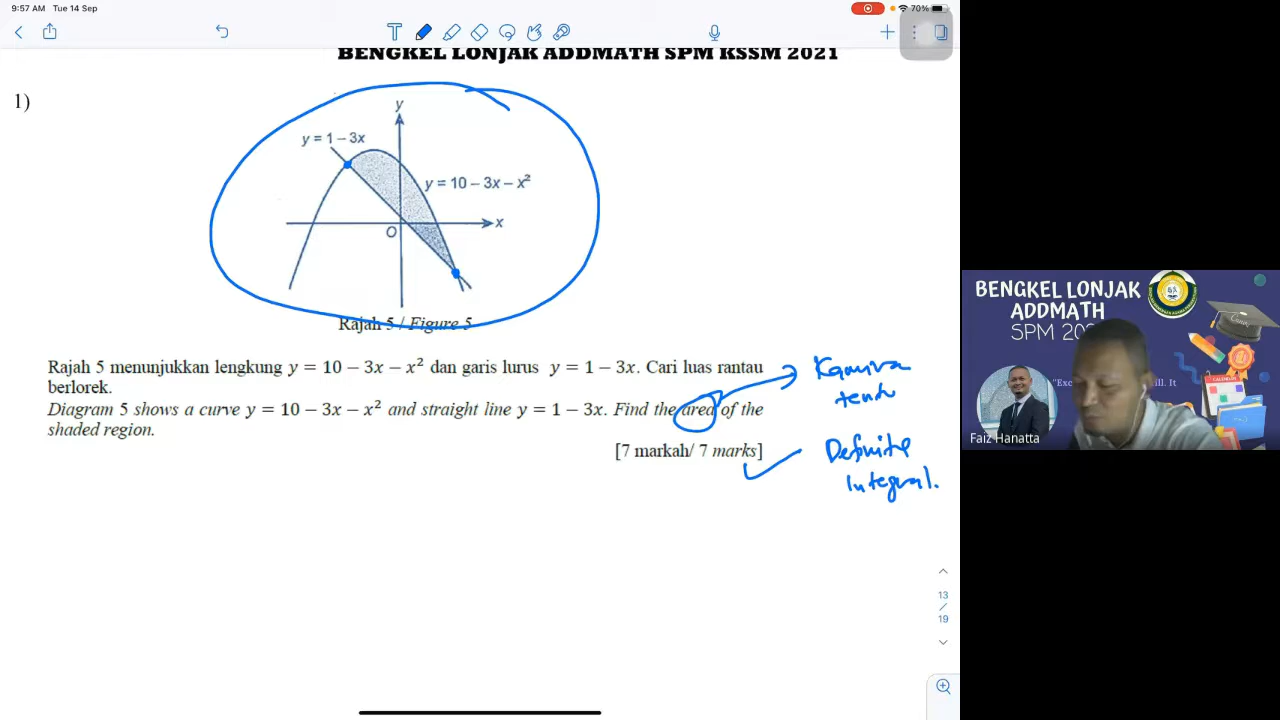 9:57 AM Tue 14 Sep
70%
BENGKEL LONJAK ADDMATH SPM KSSM 2021
1)
y
y = 1 – 3x
y = 10 – 3x – x²
x
O
Rajah 5 / Figure 5
Rajah 5 menunjukkan lengkung y = 10 − 3x − x² dan garis lurus y = 1 − 3x. Cari luas rantau
berlorek.
Diagram 5 shows a curve y = 10 − 3x − x² and straight line y = 1 − 3x. Find the area of the
shaded region.
[7 markah/ 7 marks]
Kamiran
tentu
Definite
Integral.
13
/
19
BENGKEL LONJAK
ADDMATH
SPM
Faiz Hanatta
CALENDAR